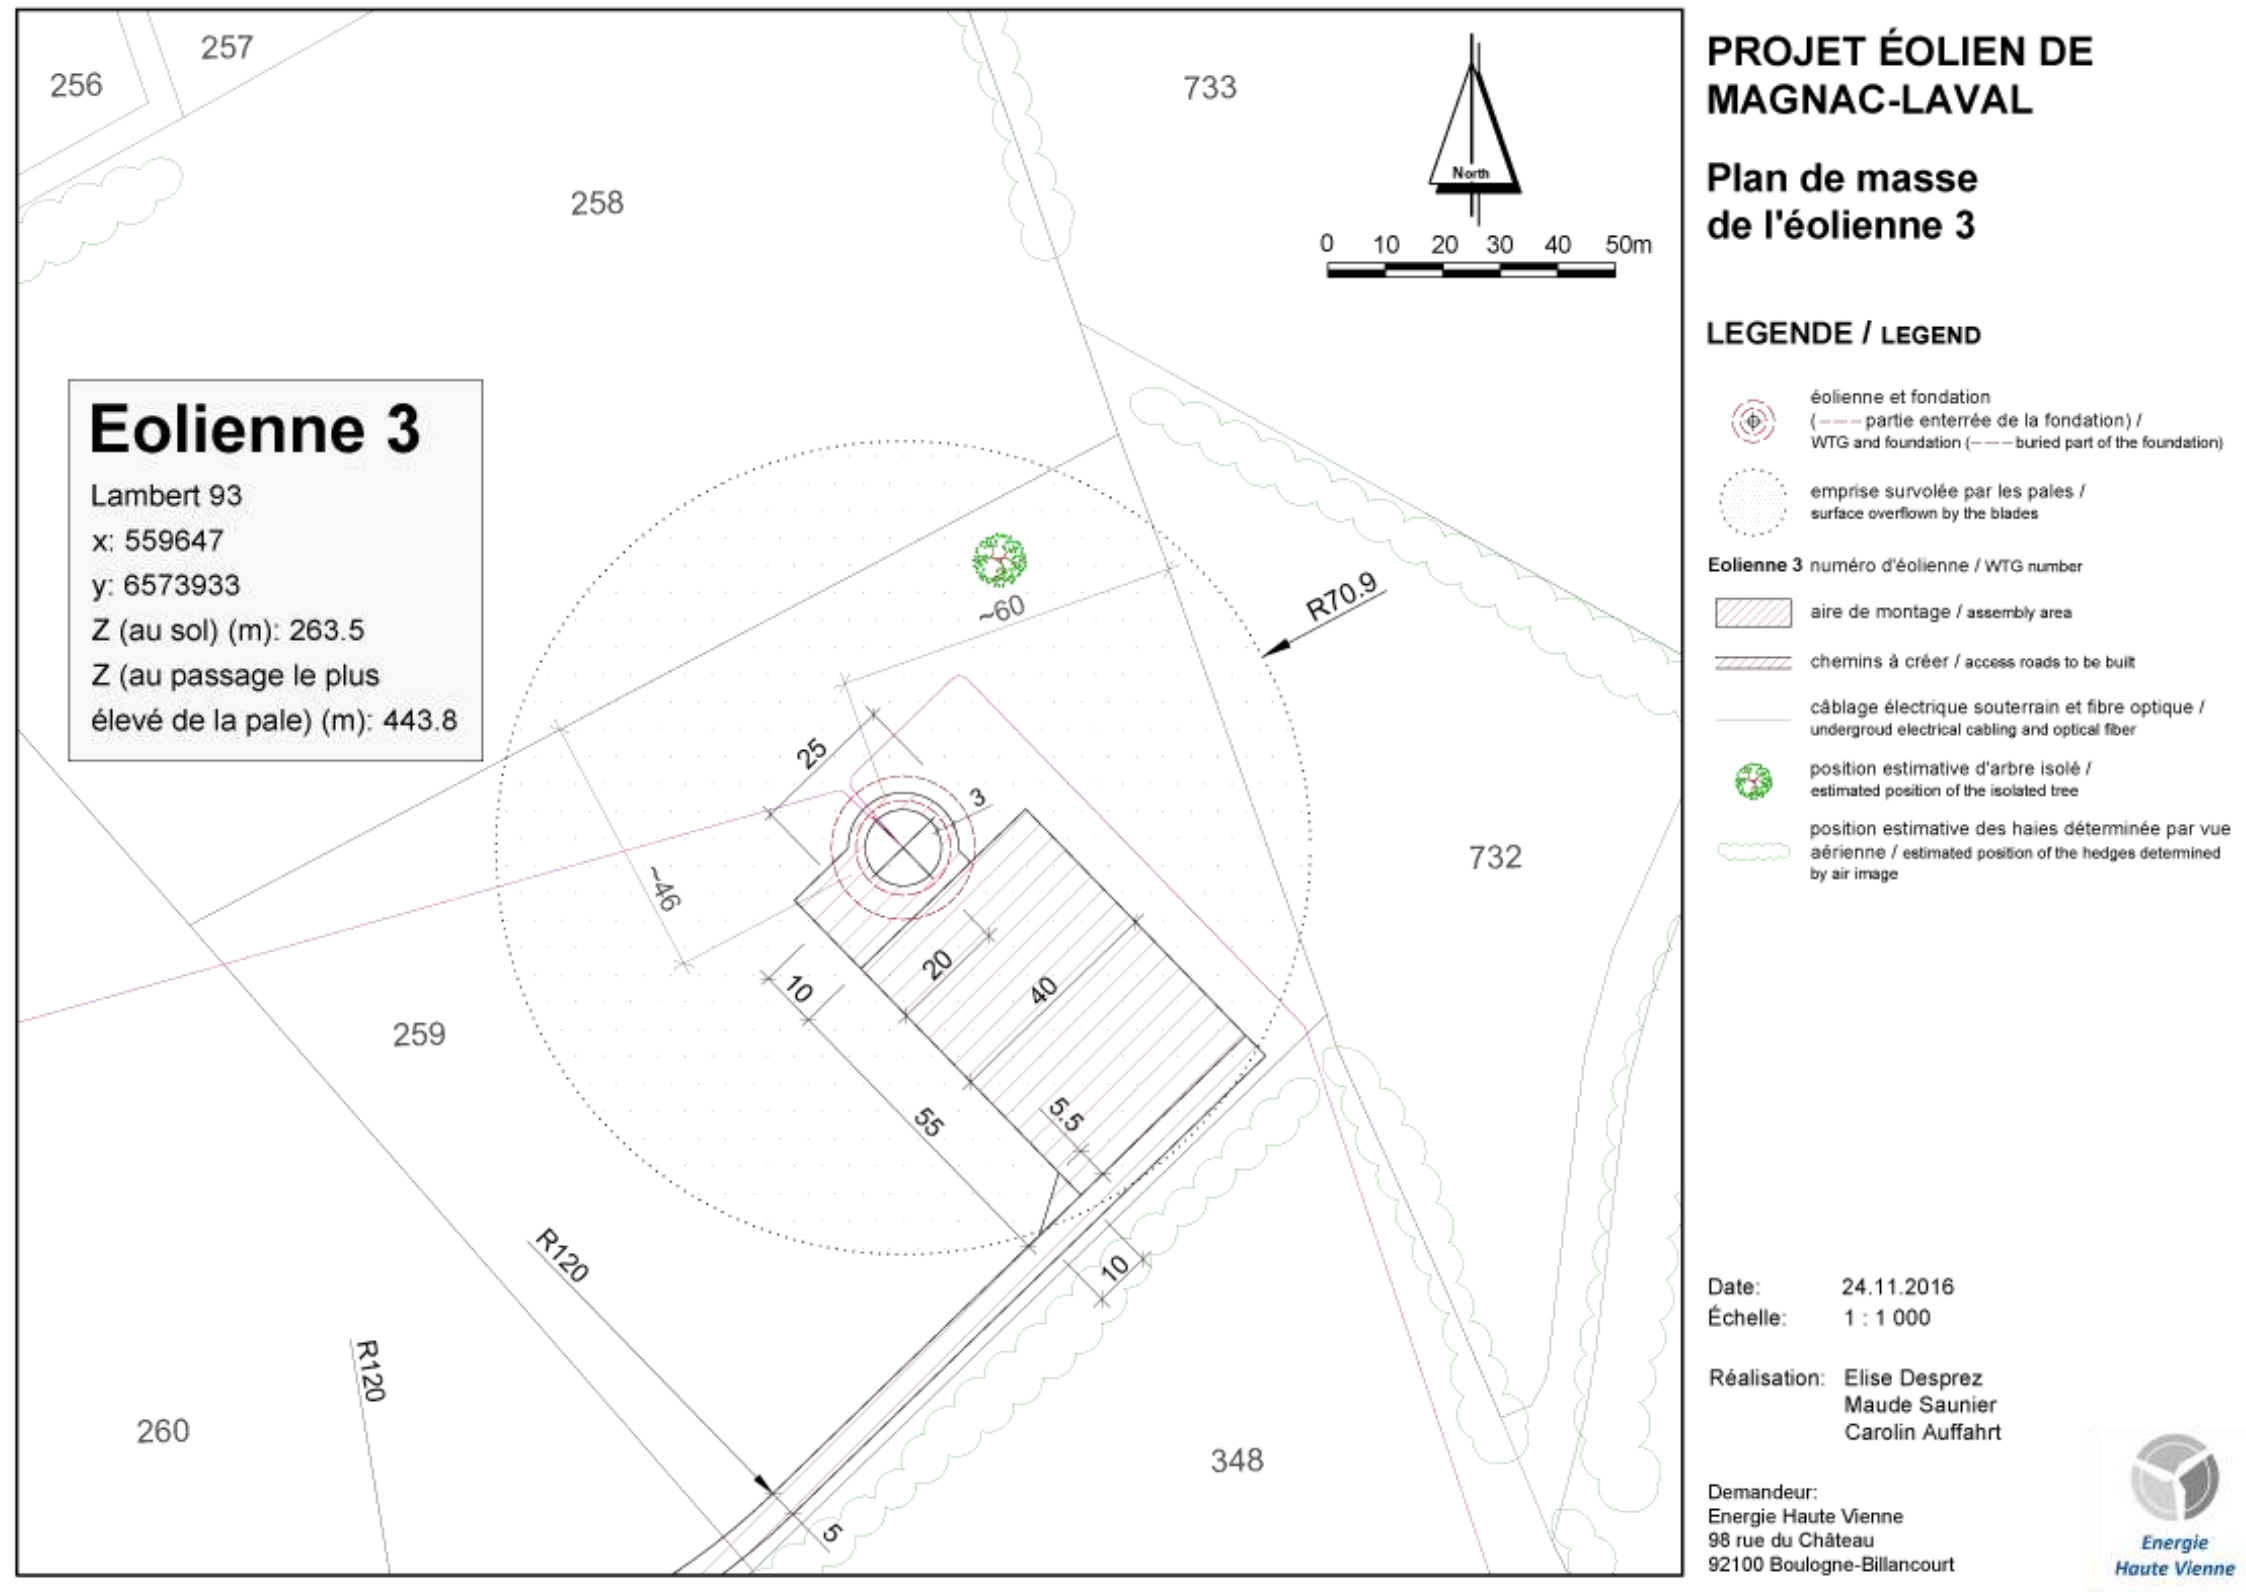 256
257
258
733
North
0 10 20 30 40 50m
Eolienne 3
Lambert 93
x: 559647
y: 6573933
Z (au sol) (m): 263.5
Z (au passage le plus
élevé de la pale) (m): 443.8
~60
R70.9
25
3
~46
732
20
40
10
259
55
5.5
R120
10
R120
260
348
5
PROJET ÉOLIEN DE
MAGNAC-LAVAL
Plan de masse
de l'éolienne 3
LEGENDE / LEGEND
éolienne et fondation
(--- partie enterrée de la fondation) /
WTG and foundation (--- buried part of the foundation)
emprise survolée par les pales /
surface overflown by the blades
Eolienne 3 numéro d'éolienne / WTG number
aire de montage / assembly area
chemins à créer / access roads to be built
câblage électrique souterrain et fibre optique /
undergroud electrical cabling and optical fiber
position estimative d'arbre isolé /
estimated position of the isolated tree
position estimative des haies déterminée par vue
aérienne / estimated position of the hedges determined
by air image
Date: 24.11.2016
Échelle: 1 : 1 000
Réalisation: Elise Desprez
Maude Saunier
Carolin Auffahrt
Demandeur:
Energie Haute Vienne
98 rue du Château
92100 Boulogne-Billancourt
Energie
Haute Vienne